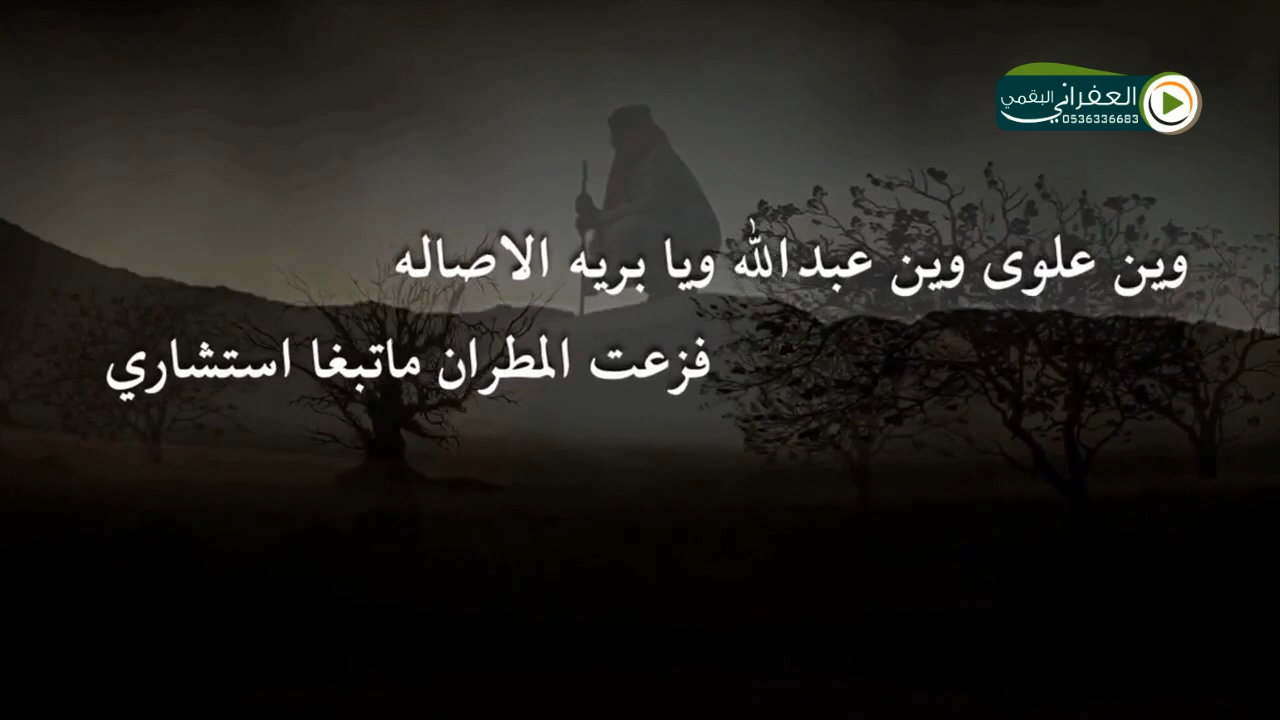 العفراني البقمي
0536336683
وين علوى وين عبدالله ويا بريه الاصاله
فزعت المطران ماتبغا استشاري